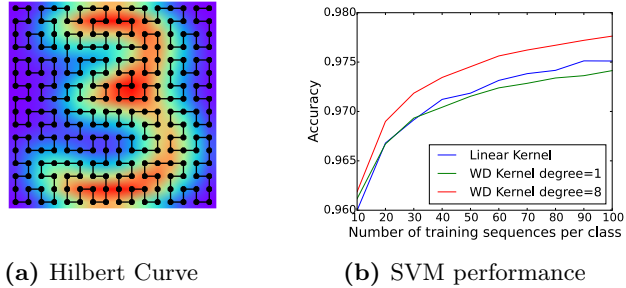 0.980
0.975
0.970
0.965
0.960
Accuracy
Linear Kernel
WD Kernel degree=1
WD Kernel degree=8
10 20 30 40 50 60 70 80 90 100
Number of training sequences per class
(a) Hilbert Curve
(b) SVM performance